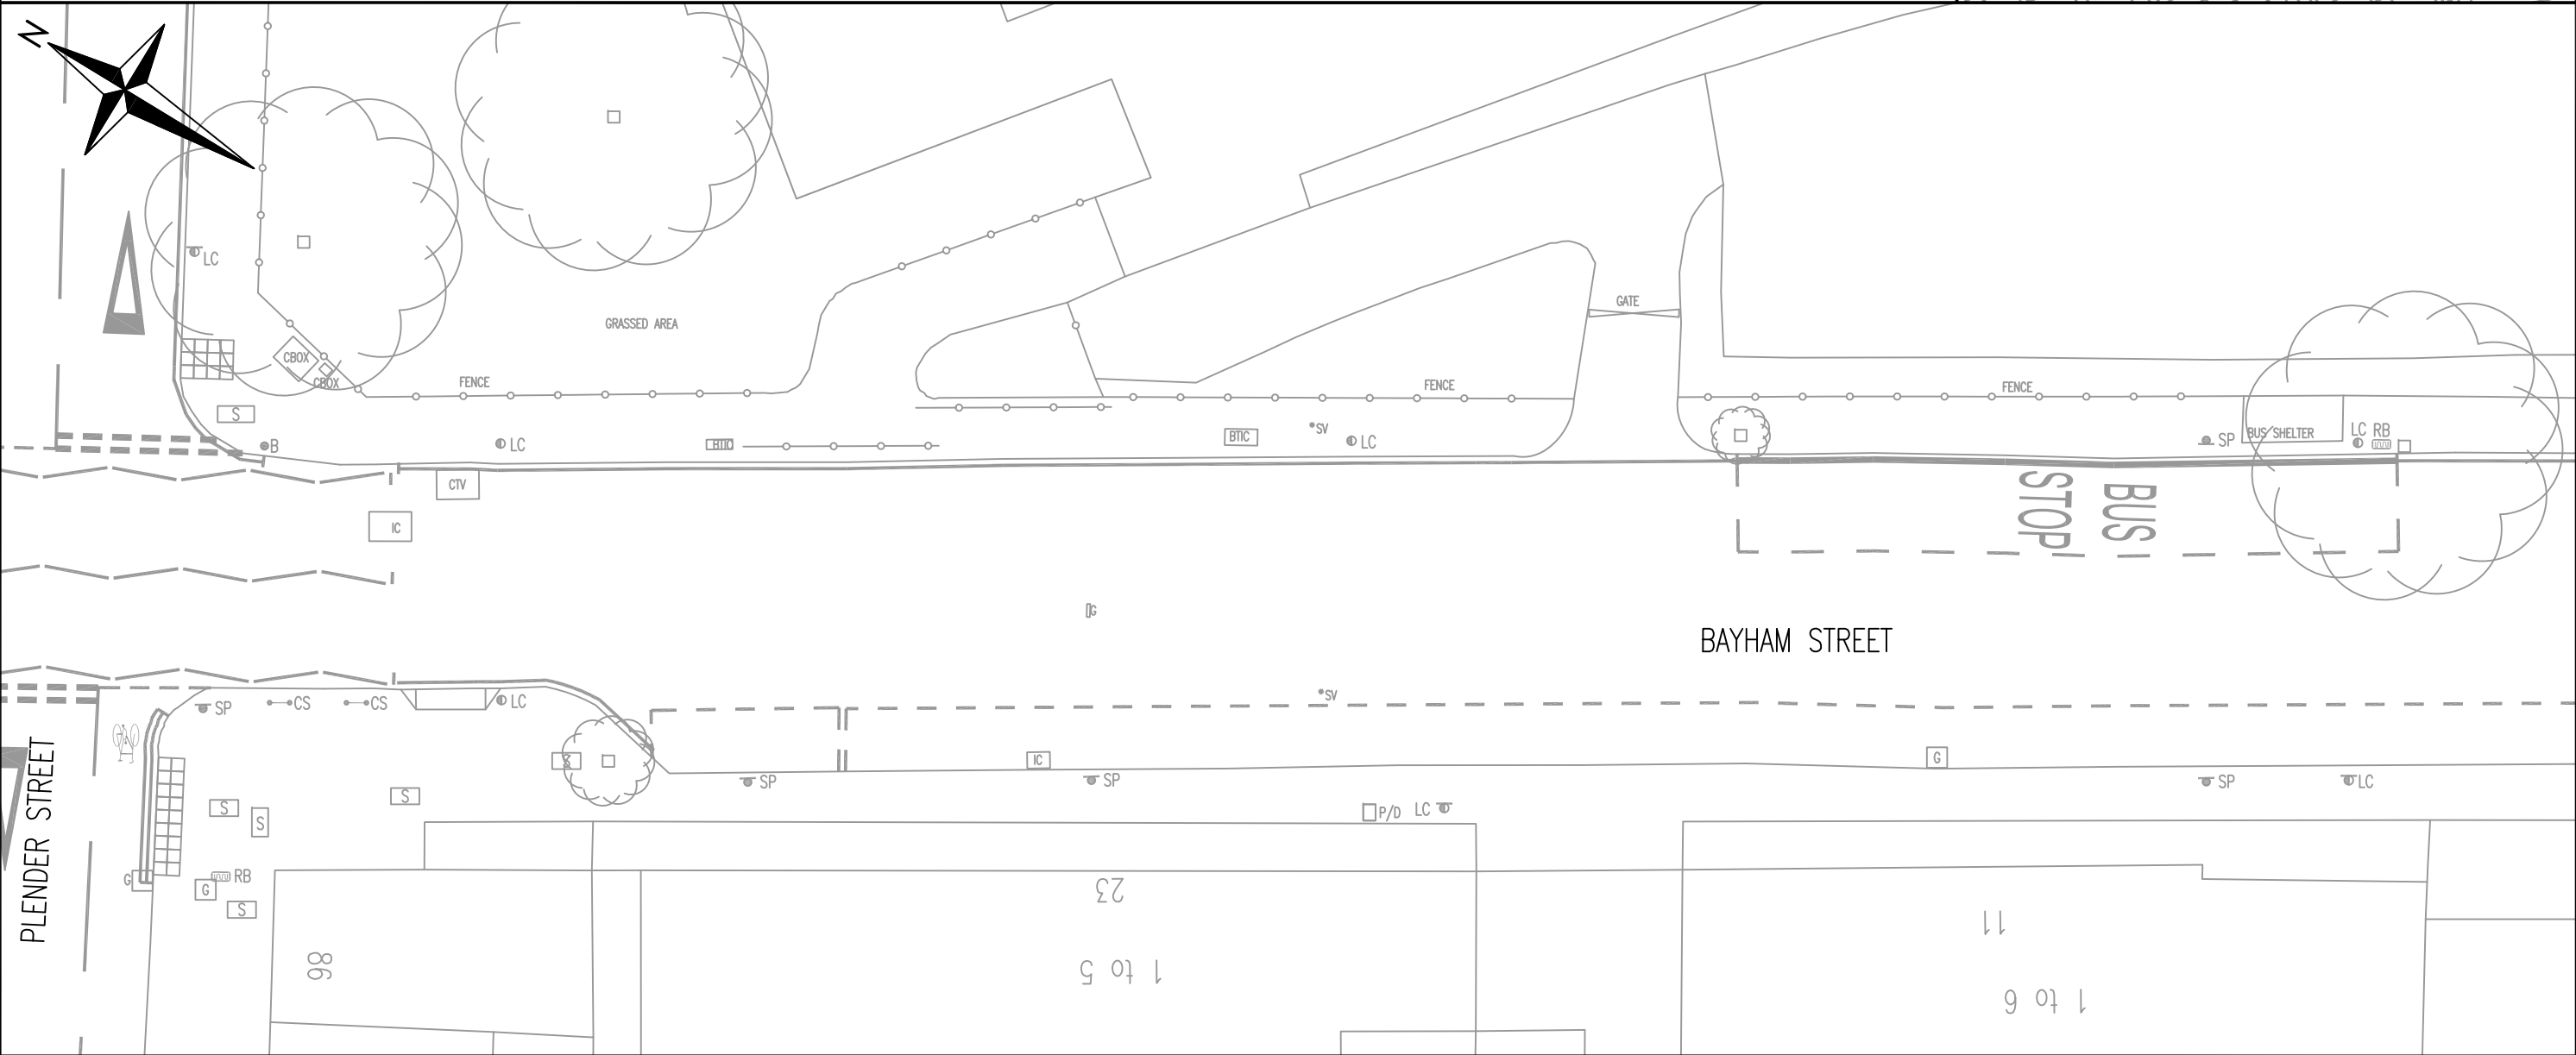 N
LC
GRASSED AREA
GATE
CBOX
CBOX
FENCE
FENCE
FENCE
S
B
LC
BTIC
BTIC
SV
LC
SP
BUS SHELTER
LC RB
CTV
IC
BUS
STOP
G
BAYHAM STREET
SP
CS
CS
LC
SV
PLENDER STREET
S
IC
G
SP
SP
SP
LC
S
S
S
P/D LC
G
G
RB
S
23
86
1 to 5
11
1 to 6